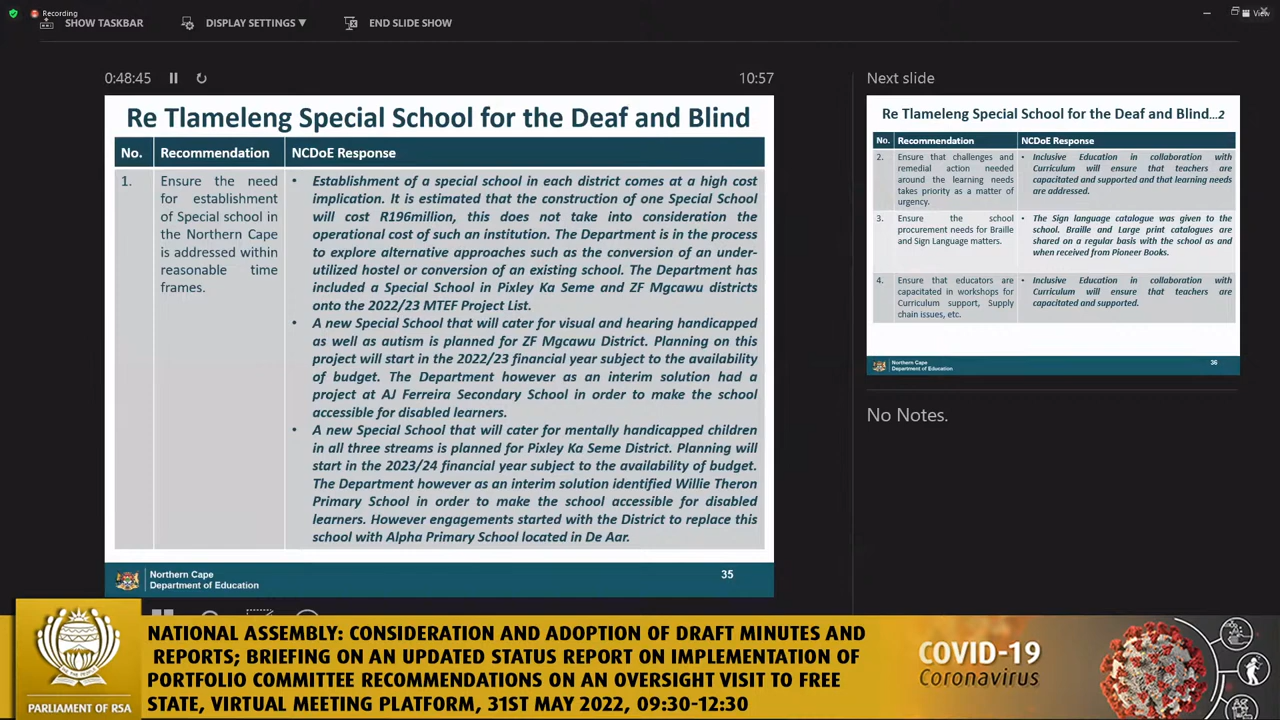 Recording
View
SHOW TASKBAR
DISPLAY SETTINGS ▼
END SLIDE SHOW
0:48:45
10:57
Re Tlameleng Special School for the Deaf and Blind
No. Recommendation NCDoE Response
1. Ensure the need
for establishment
of Special school in
the Northern Cape
is addressed within
reasonable time
frames.
• Establishment of a special school in each district comes at a high cost
implication. It is estimated that the construction of one Special School
will cost R196million, this does not take into consideration the
operational cost of such an institution. The Department is in the process
to explore alternative approaches such as the conversion of an under-
utilized hostel or conversion of an existing school. The Department has
included a Special School in Pixley Ka Seme and ZF Mgcawu districts
onto the 2022/23 MTEF Project List.
• A new Special School that will cater for visual and hearing handicapped
as well as autism is planned for ZF Mgcawu District. Planning on this
project will start in the 2022/23 financial year subject to the availability
of budget. The Department however as an interim solution had a
project at AJ Ferreira Secondary School in order to make the school
accessible for disabled learners.
• A new Special School that will cater for mentally handicapped children
in all three streams is planned for Pixley Ka Seme District. Planning will
start in the 2023/24 financial year subject to the availability of budget.
The Department however as an interim solution identified Willie Theron
Primary School in order to make the school accessible for disabled
learners. However engagements started with the District to replace this
school with Alpha Primary School located in De Aar.
Northern Cape
Department of Education
35
Next slide
Re Tlameleng Special School for the Deaf and Blind...2
No. Recommendation NCDoE Response
2. Ensure that challenges and
remedial action needed
around the learning needs
takes priority as a matter of
urgency.
• Inclusive Education in collaboration with
Curriculum will ensure that teachers are
capacitated and supported and that learning needs
are addressed.
3. Ensure the school
procurement needs for Braille
and Sign Language matters.
• The Sign language catalogue was given to the
school. Braille and Large print catalogues are
shared on a regular basis with the school as and
when received from Pioneer Books.
4. Ensure that educators are
capacitated in workshops for
Curriculum support, Supply
chain issues, etc.
• Inclusive Education in collaboration with
Curriculum will ensure that teachers are
capacitated and supported.
Northern Cape
Department of Education
36
No Notes.
PARLIAMENT OF RSA
NATIONAL ASSEMBLY: CONSIDERATION AND ADOPTION OF DRAFT MINUTES AND
REPORTS; BRIEFING ON AN UPDATED STATUS REPORT ON IMPLEMENTATION OF
PORTFOLIO COMMITTEE RECOMMENDATIONS ON AN OVERSIGHT VISIT TO FREE
STATE, VIRTUAL MEETING PLATFORM, 31ST MAY 2022, 09:30-12:30
COVID-19
Coronavirus